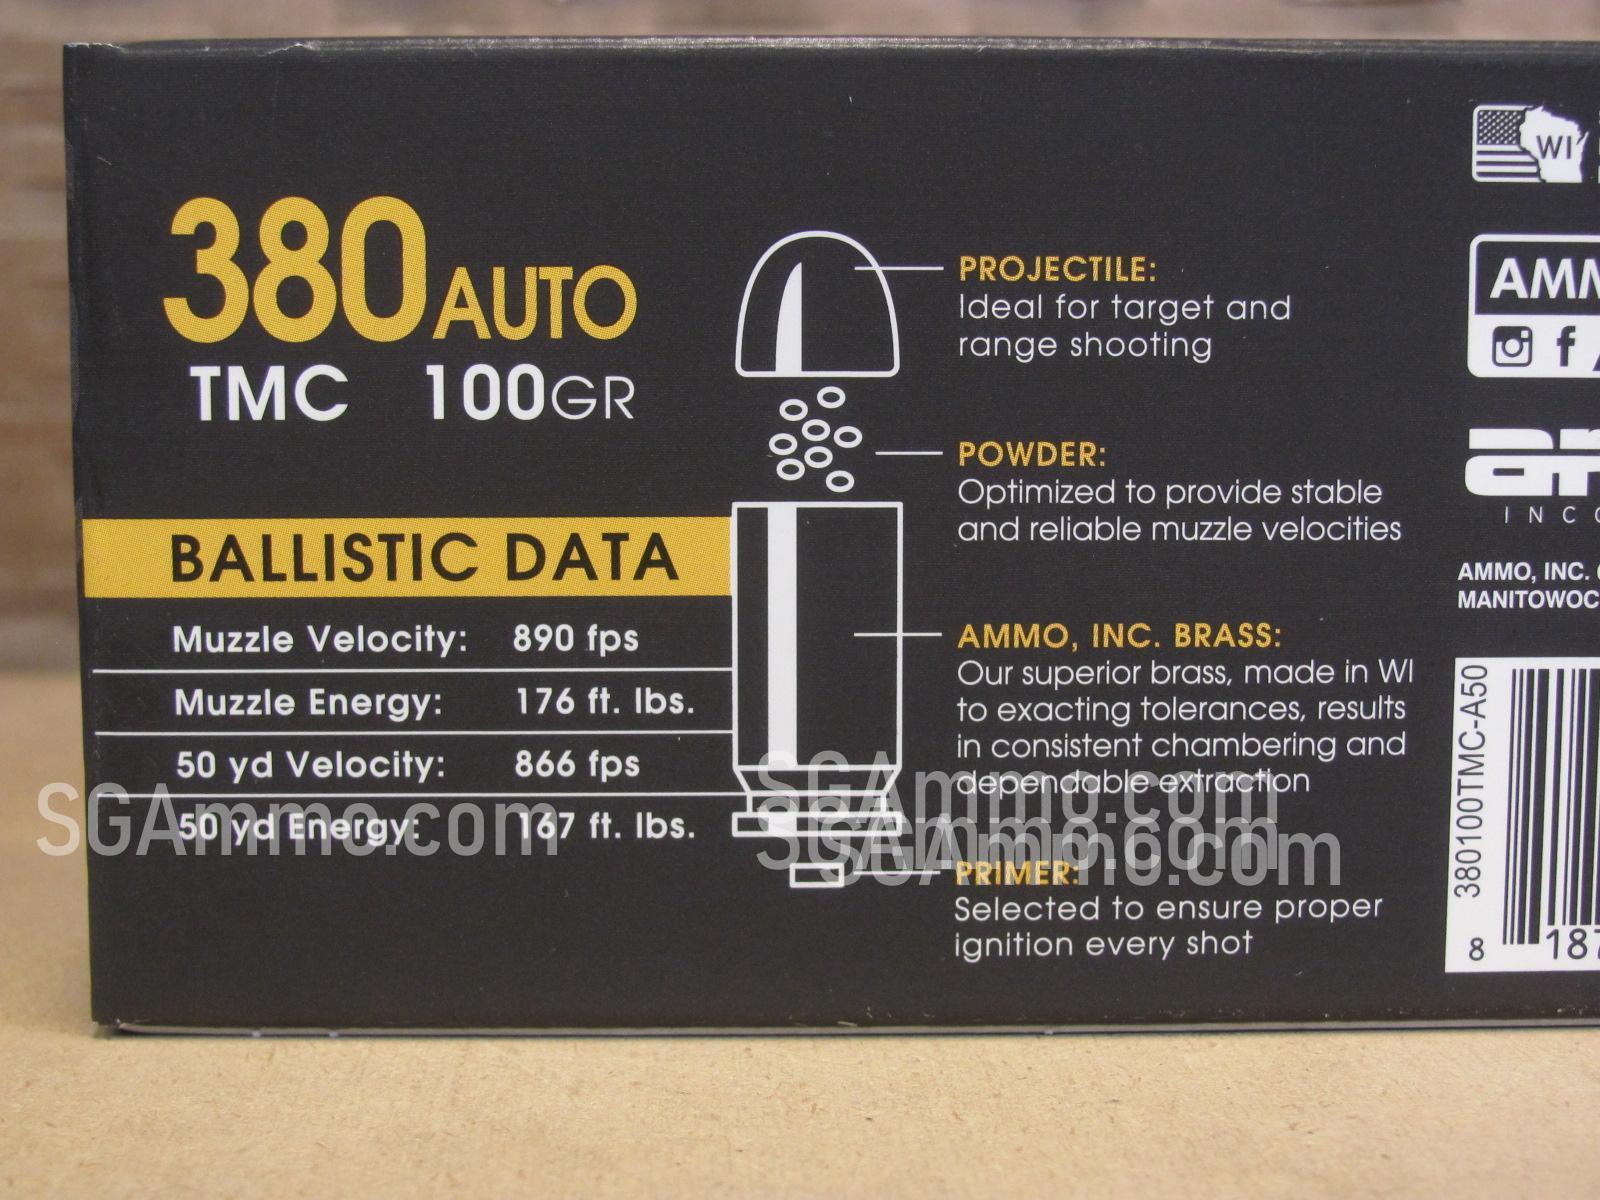 380 AUTO
TMC 100GR
BALLISTIC DATA
Muzzle Velocity: 890 fps
Muzzle Energy: 176 ft. lbs.
50 yd Velocity: 866 fps
50 yd Energy: 167 ft. lbs.
PROJECTILE:
Ideal for target and
range shooting
POWDER:
Optimized to provide stable
and reliable muzzle velocities
AMMO, INC. BRASS:
Our superior brass, made in WI
to exacting tolerances, results
in consistent chambering and
dependable extraction
PRIMER:
Selected to ensure proper
ignition every shot
WI
f
AMMO, INC.
MANITOWOC
380100TMC-A50
8 187
SGAmmo.com
SGAmmo.com
SGAmmo.com